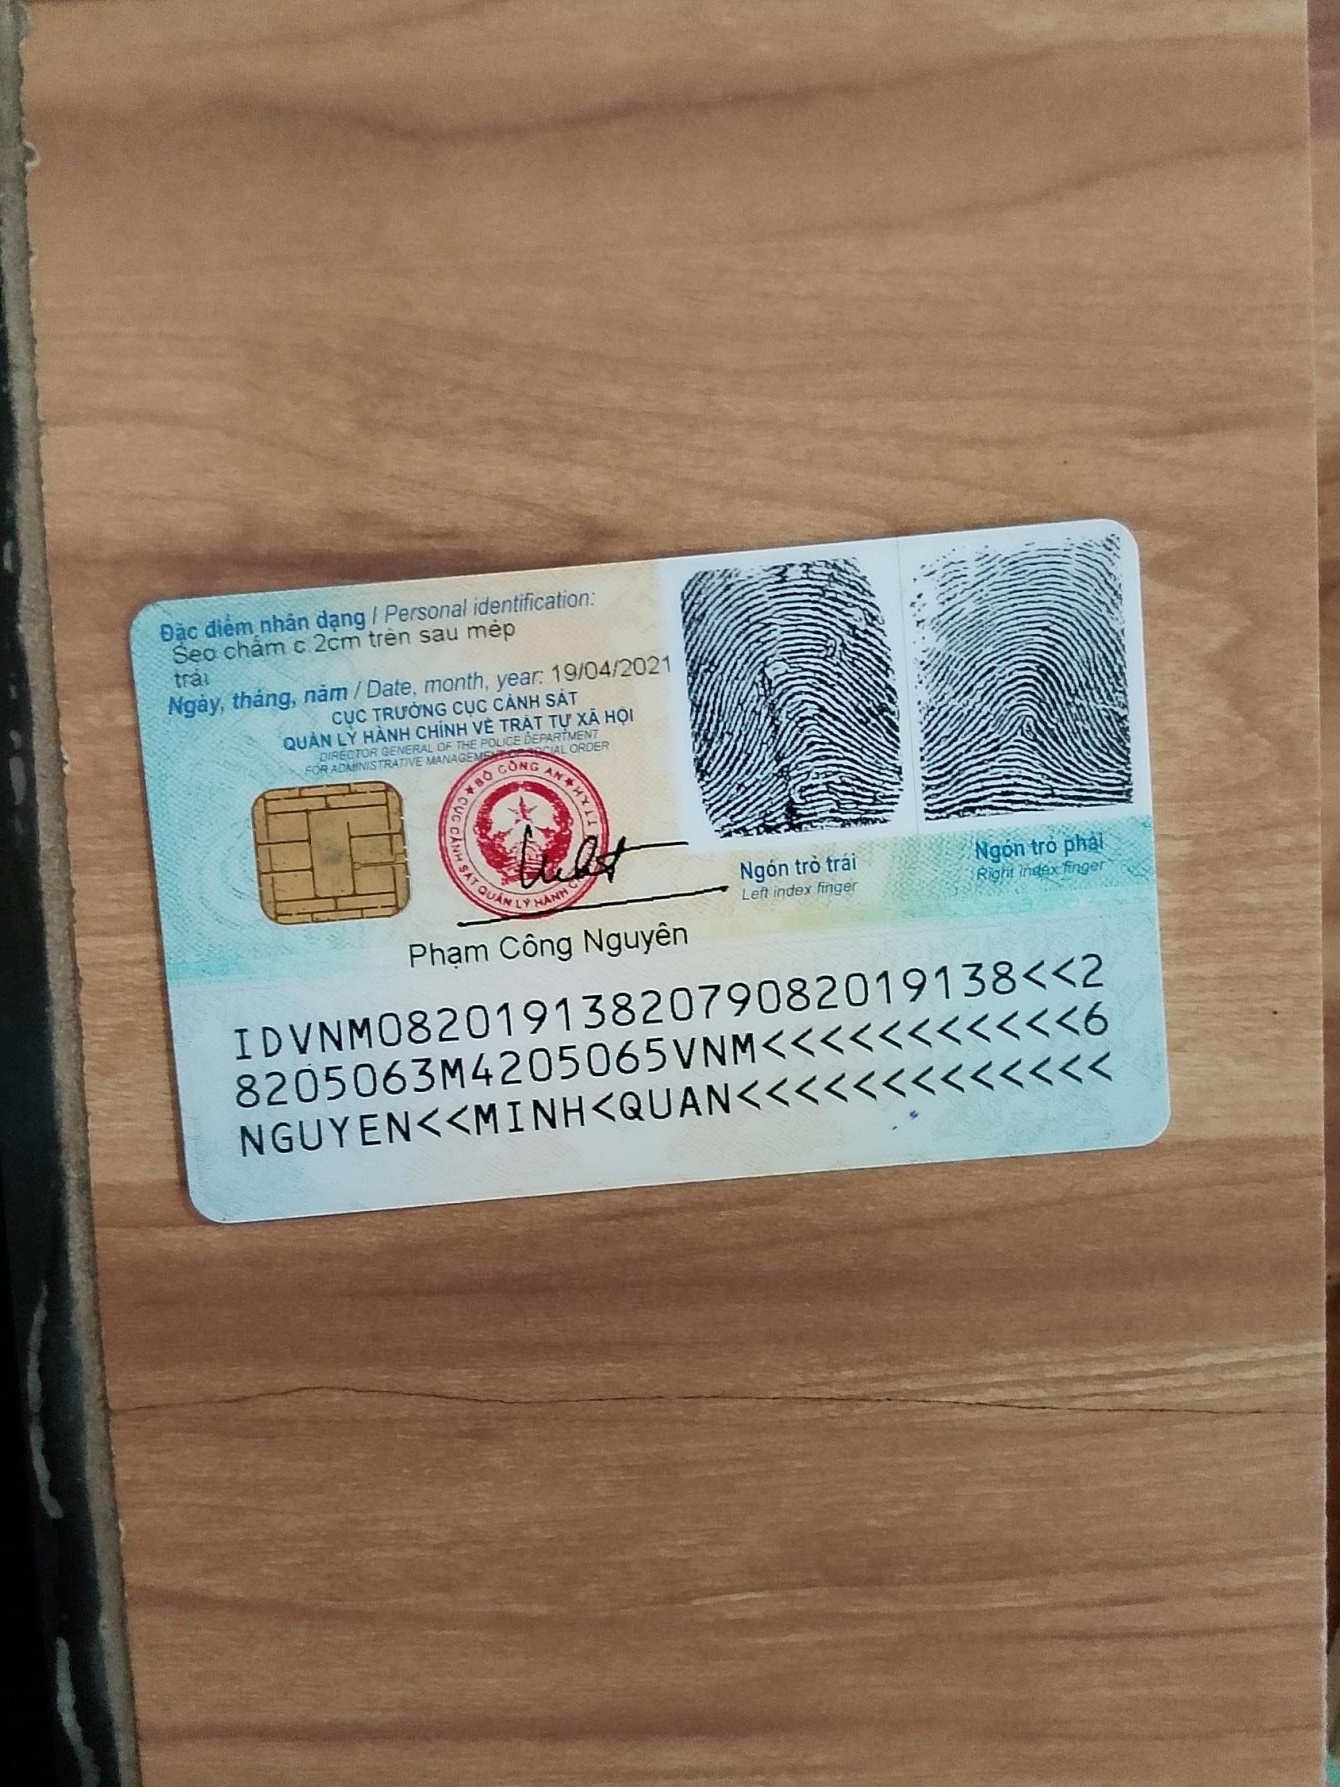 Đặc điểm nhân dạng / Personal identification:
Sẹo chấm c 2cm trên sau mép
trái
Ngày, tháng, năm / Date, month, year: 19/04/2021
CỤC TRƯỞNG CỤC CẢNH SÁT
QUẢN LÝ HÀNH CHÍNH VỀ TRẬT TỰ XÃ HỘI
DIRECTOR GENERAL OF THE POLICE DEPARTMENT
FOR ADMINISTRATIVE MANAGEMENT OF SOCIAL ORDER
BỘ CÔNG AN
CỤC CẢNH SÁT QUẢN LÝ HÀNH C
TTXH
Phạm Công Nguyên
Ngón trỏ trái
Left index finger
Ngón trỏ phải
Right index finger
IDVNM0820191382079082019138<<2
8205063M4205065VNM<<<<<<<<<<<6
NGUYEN<<MINH<QUAN<<<<<<<<<<<<<